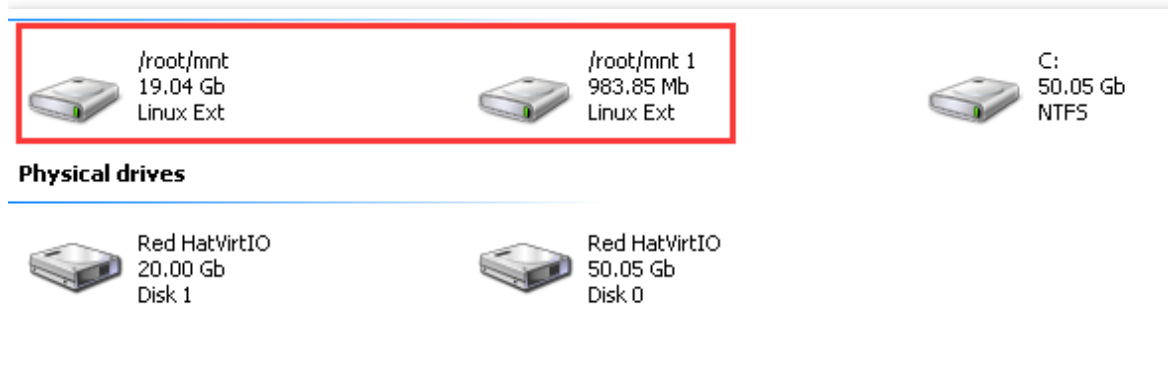 /root/mnt
19.04 Gb
Linux Ext
/root/mnt 1
983.85 Mb
Linux Ext
C:
50.05 Gb
NTFS
Physical drives
Red HatVirtIO
20.00 Gb
Disk 1
Red HatVirtIO
50.05 Gb
Disk 0